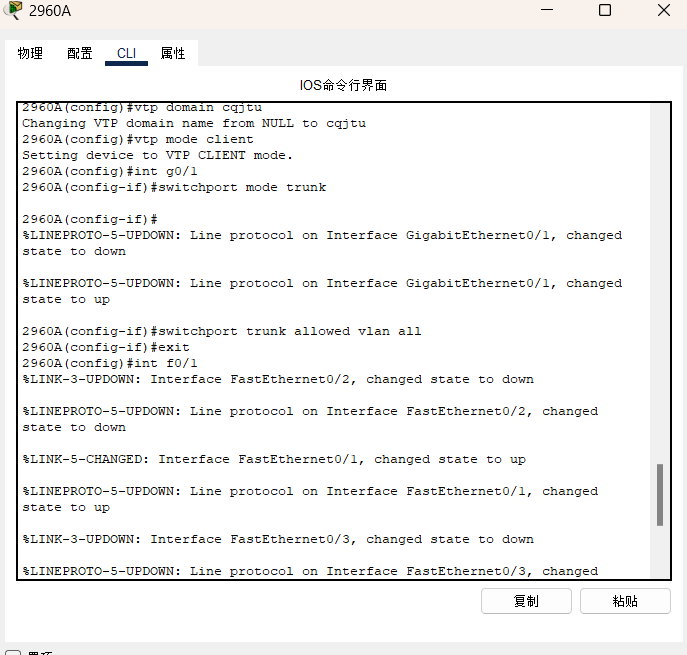 2960A
物理 配置 CLI 属性
IOS命令行界面
2960A(config)#vtp domain cqjtu
Changing VTP domain name from NULL to cqjtu
2960A(config)#vtp mode client
Setting device to VTP CLIENT mode.
2960A(config)#int g0/1
2960A(config-if)#switchport mode trunk
2960A(config-if)#
%LINEPROTO-5-UPDOWN: Line protocol on Interface GigabitEthernet0/1, changed
state to down
%LINEPROTO-5-UPDOWN: Line protocol on Interface GigabitEthernet0/1, changed
state to up
2960A(config-if)#switchport trunk allowed vlan all
2960A(config-if)#exit
2960A(config)#int f0/1
%LINK-3-UPDOWN: Interface FastEthernet0/2, changed state to down
%LINEPROTO-5-UPDOWN: Line protocol on Interface FastEthernet0/2, changed
state to down
%LINK-5-CHANGED: Interface FastEthernet0/1, changed state to up
%LINEPROTO-5-UPDOWN: Line protocol on Interface FastEthernet0/1, changed
state to up
%LINK-3-UPDOWN: Interface FastEthernet0/3, changed state to down
%LINEPROTO-5-UPDOWN: Line protocol on Interface FastEthernet0/3, changed
复制 粘贴